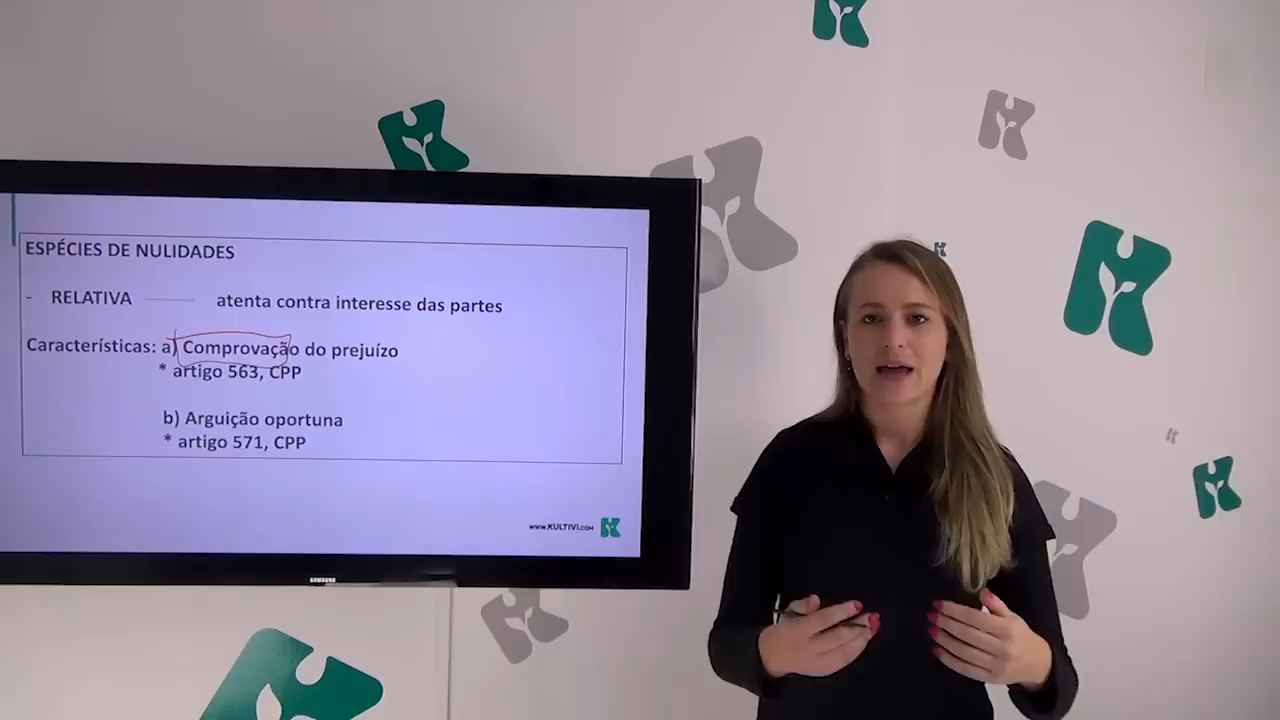 ESPÉCIES DE NULIDADES
- RELATIVA atenta contra interesse das partes
Características: a) Comprovação do prejuízo
* artigo 563, CPP
b) Arguição oportuna
* artigo 571, CPP
WWW.KULTIVI.COM
SAMSUNG